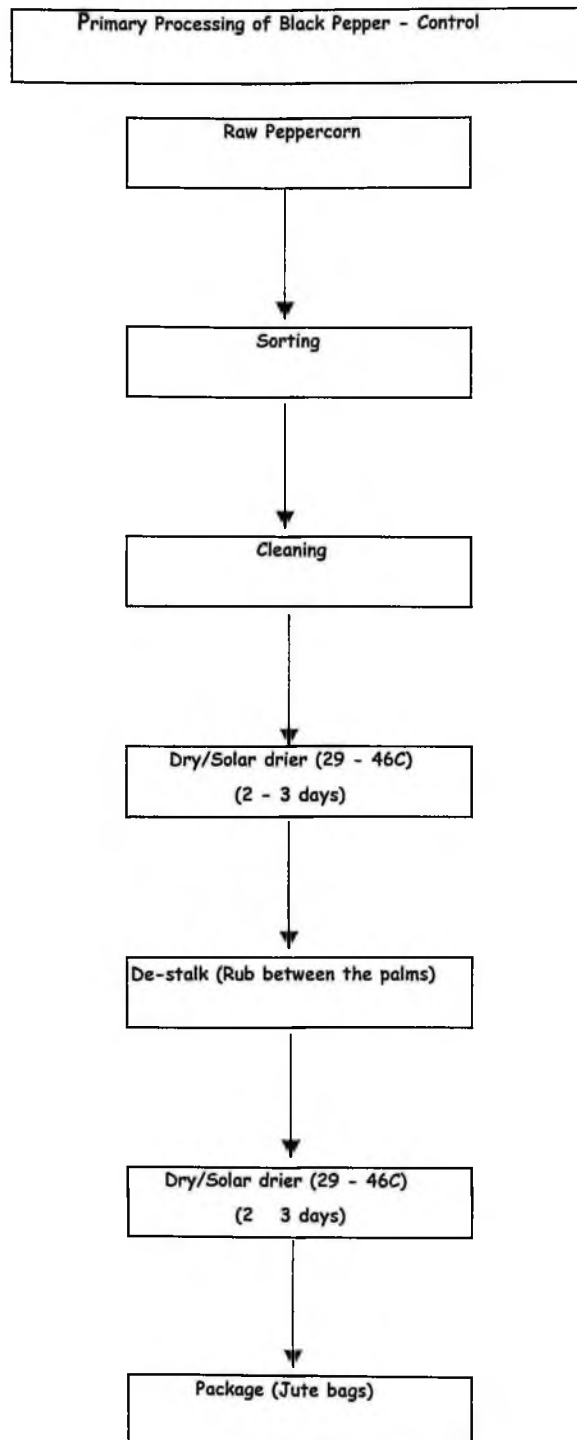 Primary Processing of Black Pepper - Control
Raw Peppercorn
Sorting
Cleaning
Dry/Solar drier (29 - 46C)
(2 - 3 days)
De-stalk (Rub between the palms)
Dry/Solar drier (29 - 46C)
(2 3 days)
Package (Jute bags)